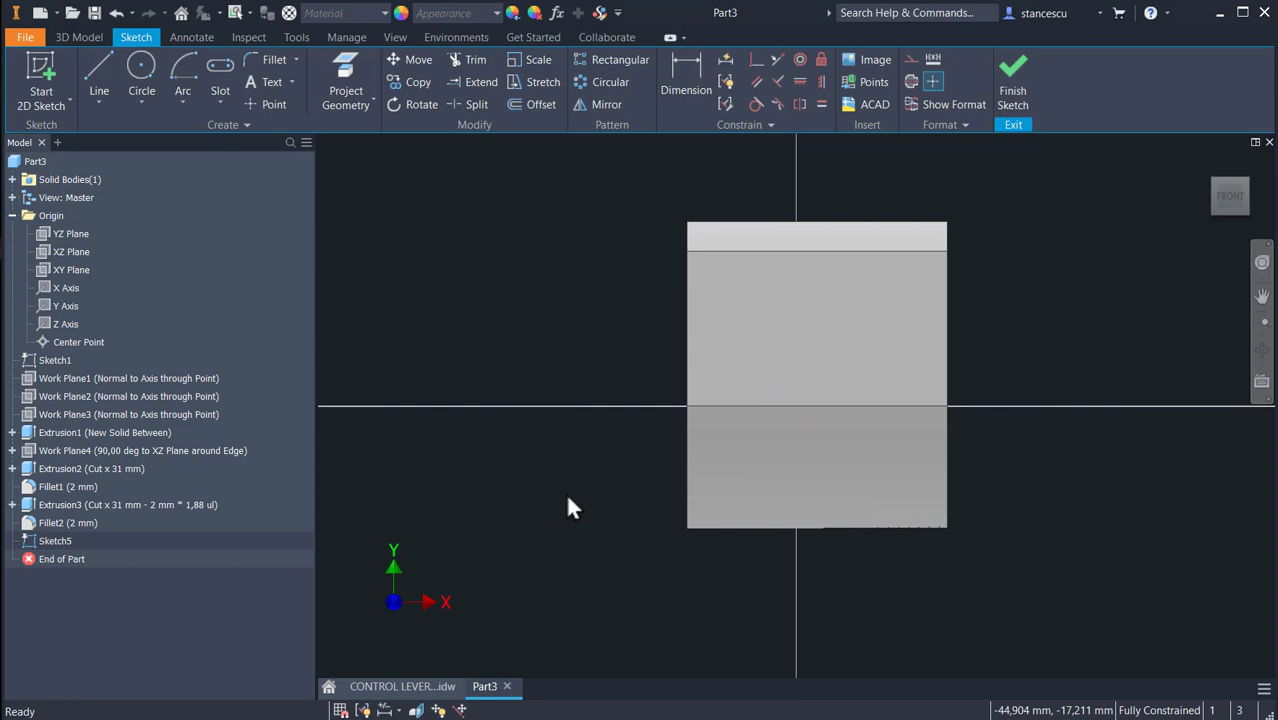 Material Appearance Part3 Search Help & Commands... stancescu
File 3D Model Sketch Annotate Inspect Tools Manage View Environments Get Started Collaborate
Start 2D Sketch Line Circle Arc Slot Fillet Text Point Project Geometry Move Copy Rotate Trim Extend Split Scale Stretch Offset Rectangular Circular Mirror Dimension Image Points ACAD Show Format Finish Sketch
Sketch Create Modify Pattern Constrain Insert Format Exit
Model
Part3
Solid Bodies(1)
View: Master
Origin
YZ Plane
XZ Plane
XY Plane
X Axis
Y Axis
Z Axis
Center Point
Sketch1
Work Plane1 (Normal to Axis through Point)
Work Plane2 (Normal to Axis through Point)
Work Plane3 (Normal to Axis through Point)
Extrusion1 (New Solid Between)
Work Plane4 (90,00 deg to XZ Plane around Edge)
Extrusion2 (Cut x 31 mm)
Fillet1 (2 mm)
Extrusion3 (Cut x 31 mm - 2 mm * 1,88 ul)
Fillet2 (2 mm)
Sketch5
End of Part
FRONT
Y
X
CONTROL LEVER...idw Part3
Ready -44,904 mm, -17,211 mm Fully Constrained 1 3